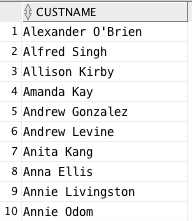 CUSTNAME
1 Alexander O'Brien
2 Alfred Singh
3 Allison Kirby
4 Amanda Kay
5 Andrew Gonzalez
6 Andrew Levine
7 Anita Kang
8 Anna Ellis
9 Annie Livingston
10 Annie Odom